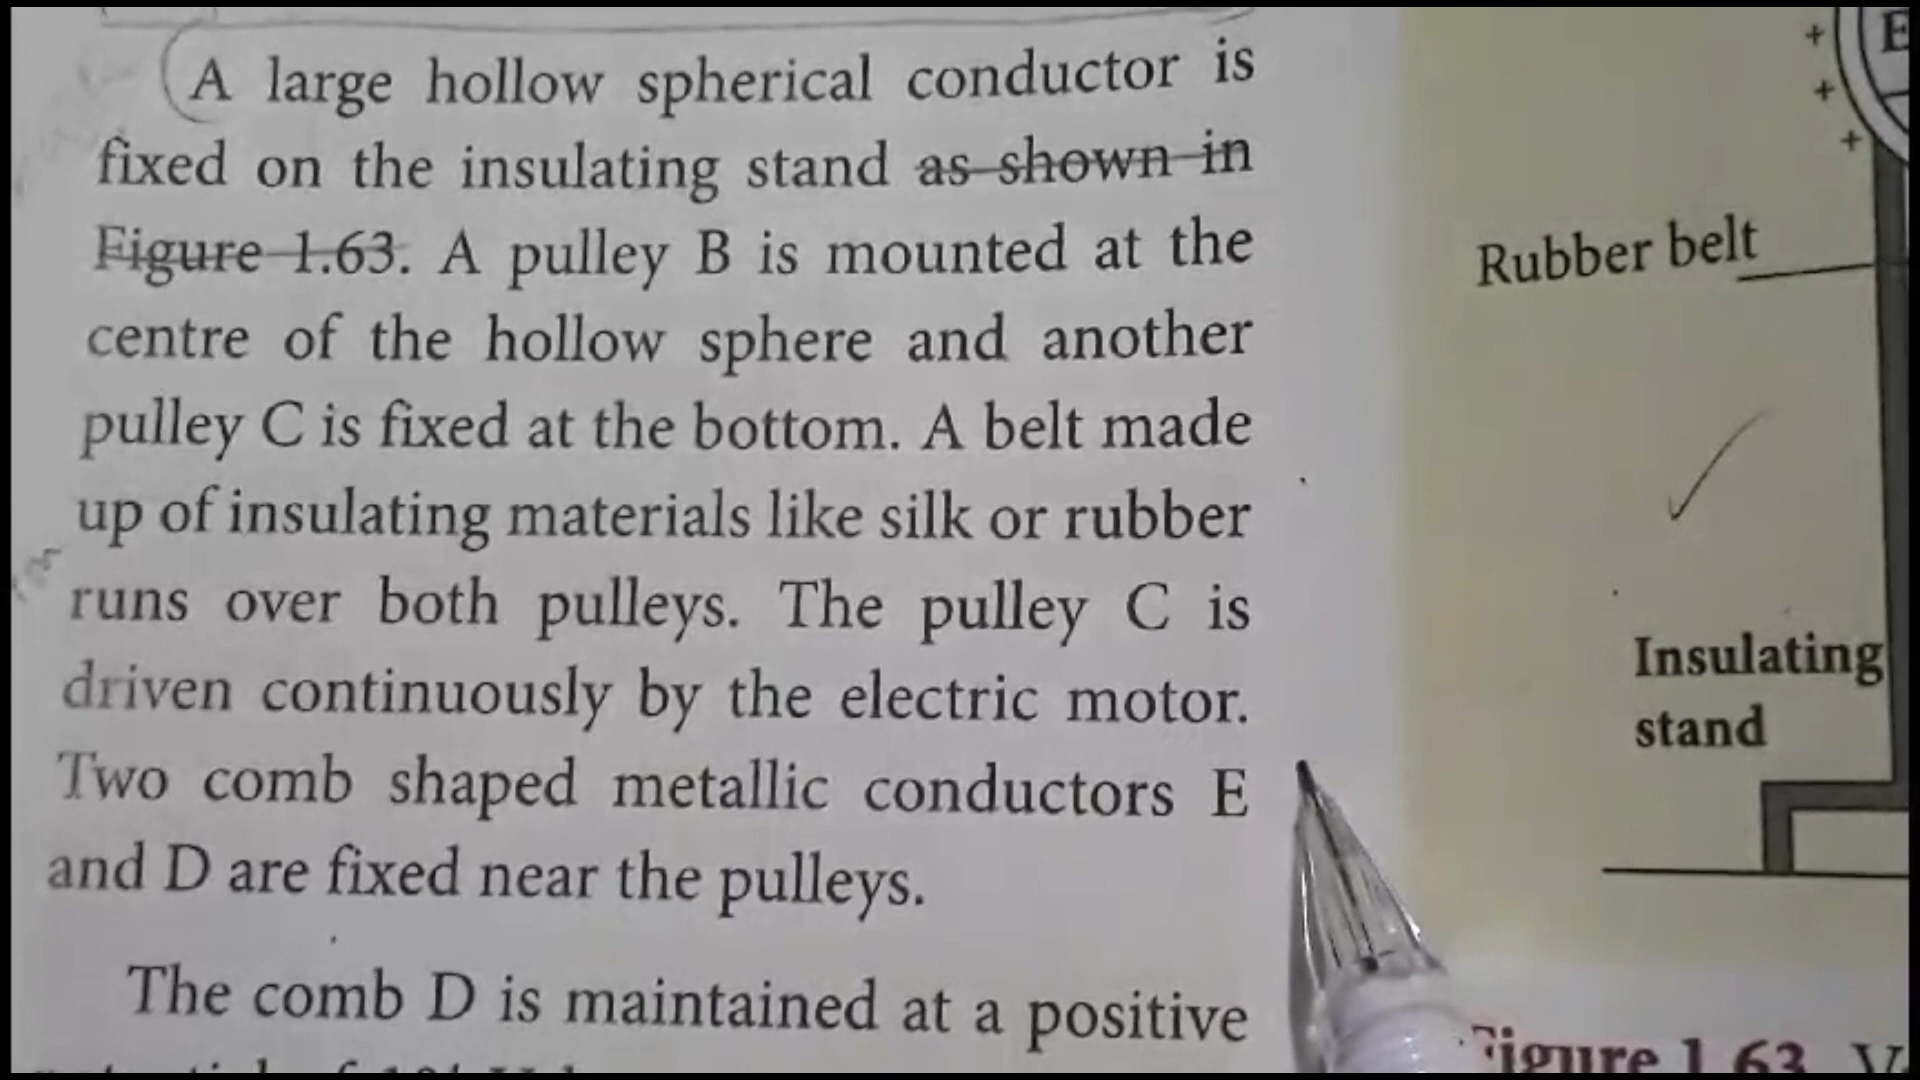 A large hollow spherical conductor is
fixed on the insulating stand as shown in
Figure 1.63. A pulley B is mounted at the
centre of the hollow sphere and another
pulley C is fixed at the bottom. A belt made
up of insulating materials like silk or rubber
runs over both pulleys. The pulley C is
driven continuously by the electric motor.
Two comb shaped metallic conductors E
and D are fixed near the pulleys.
The comb D is maintained at a positive
E
Rubber belt
Insulating
stand
Figure 1.63